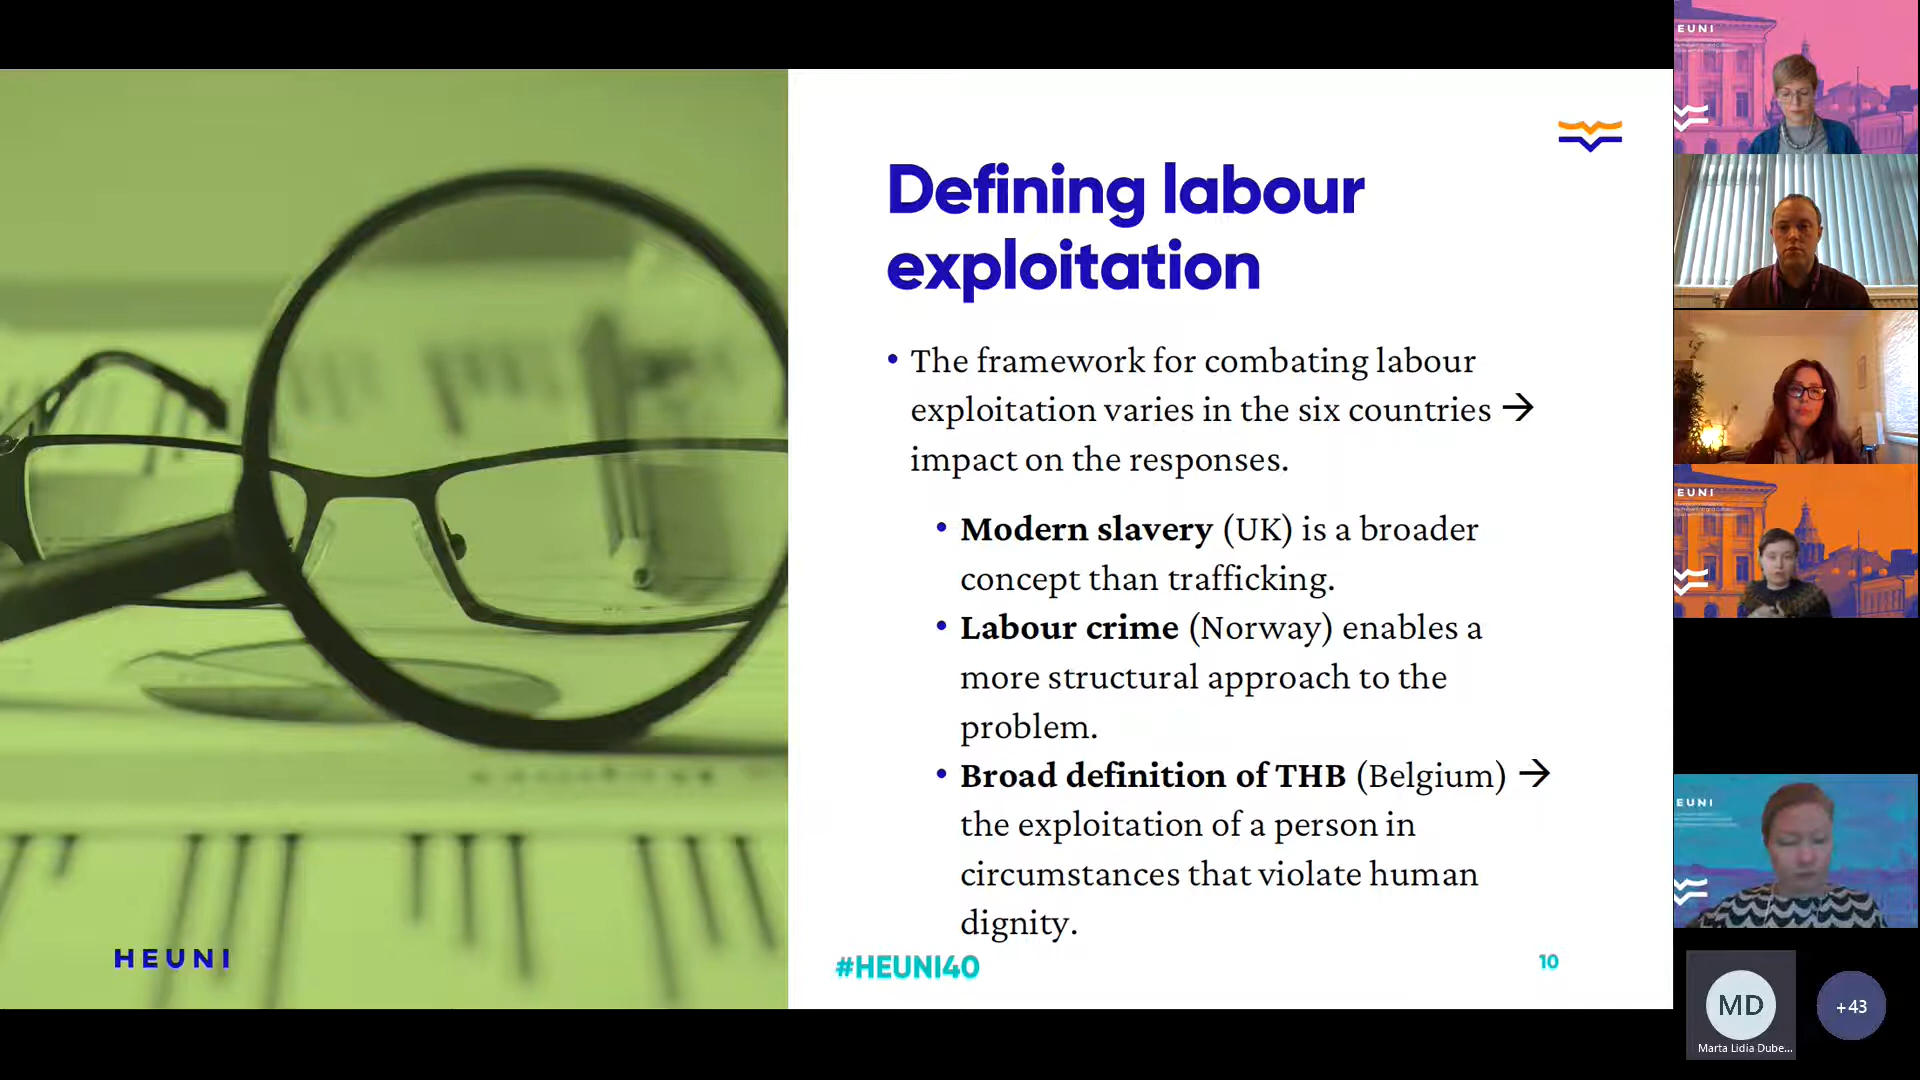 Defining labour
exploitation
• The framework for combating labour
exploitation varies in the six countries →
impact on the responses.
• Modern slavery (UK) is a broader
concept than trafficking.
• Labour crime (Norway) enables a
more structural approach to the
problem.
• Broad definition of THB (Belgium) →
the exploitation of a person in
circumstances that violate human
dignity.
HEUNI
#HEUNI40
10
EUNI
EUNI
EUNI
MD
Marta Lidia Dube...
+43